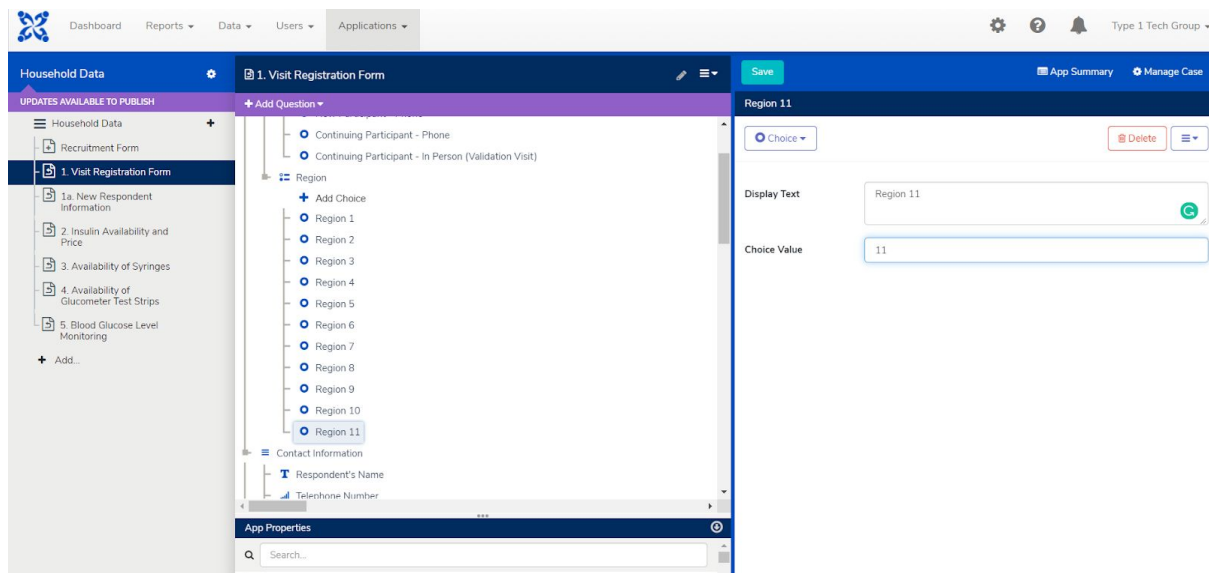 Dashboard Reports Data Users Applications Type 1 Tech Group
Household Data
UPDATES AVAILABLE TO PUBLISH
Household Data
Recruitment Form
1. Visit Registration Form
1a. New Respondent
Information
2. Insulin Availability and
Price
3. Availability of Syringes
4. Availability of
Glucometer Test Strips
5. Blood Glucose Level
Monitoring
+ Add...
1. Visit Registration Form
+ Add Question
Continuing Participant - Phone
Continuing Participant - In Person (Validation Visit)
Region
+ Add Choice
Region 1
Region 2
Region 3
Region 4
Region 5
Region 6
Region 7
Region 8
Region 9
Region 10
Region 11
Contact Information
T Respondent's Name
Telephone Number
App Properties
Search...
Save App Summary Manage Case
Region 11
Choice Delete
Display Text Region 11
Choice Value 11